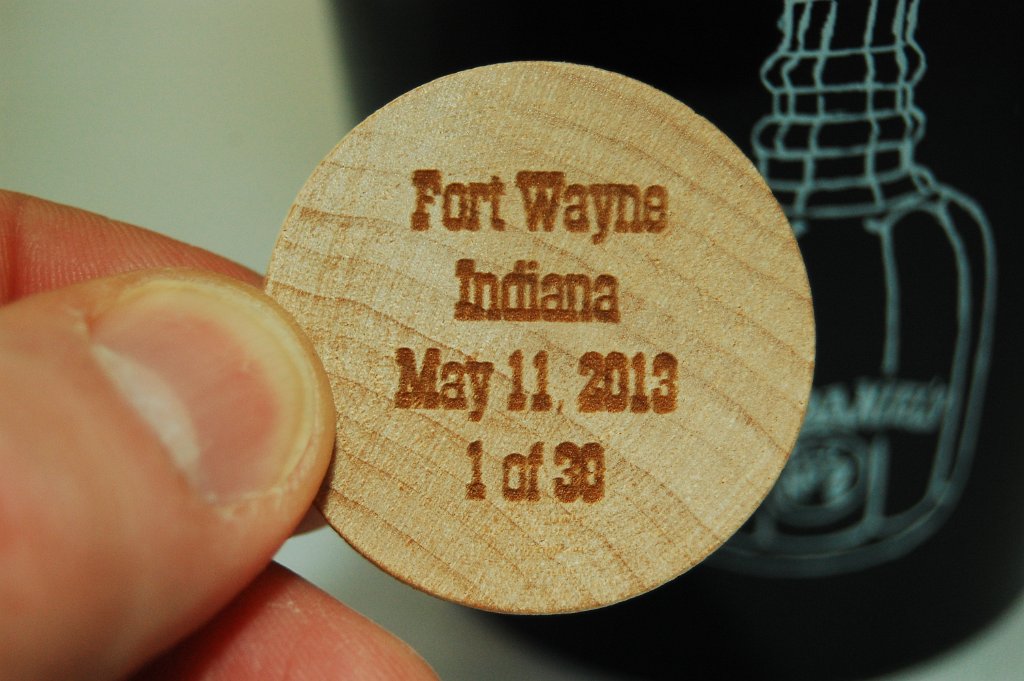 Fort Wayne
Indiana
May 11, 2013
1 of 30